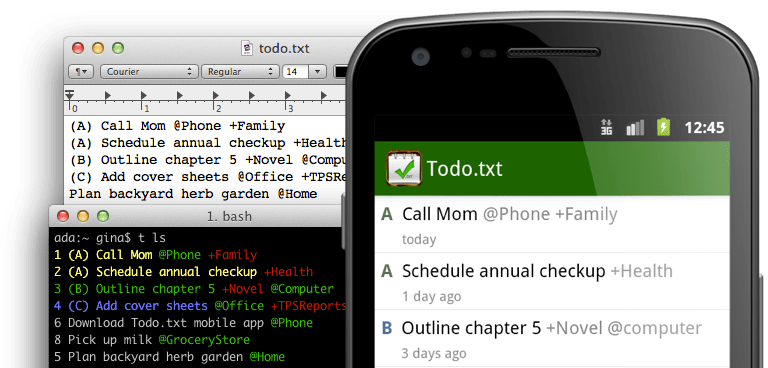 todo.txt
Courier
Regular
14
0 1 2 3
(A) Call Mom @Phone +Family
(A) Schedule annual checkup +Health
(B) Outline chapter 5 +Novel @Compu
(C) Add cover sheets @Office +TPSR
Plan backyard herb garden @Home
1. bash
ada:~ gina$ t ls
1 (A) Call Mom @Phone +Family
2 (A) Schedule annual checkup +Health
3 (B) Outline chapter 5 +Novel @Computer
4 (C) Add cover sheets @Office +TPSReports
6 Download Todo.txt mobile app @Phone
8 Pick up milk @GroceryStore
5 Plan backyard herb garden @Home
3G 12:45
Todo.txt
A Call Mom @Phone +Family
today
A Schedule annual checkup +Health
1 day ago
B Outline chapter 5 +Novel @computer
3 days ago